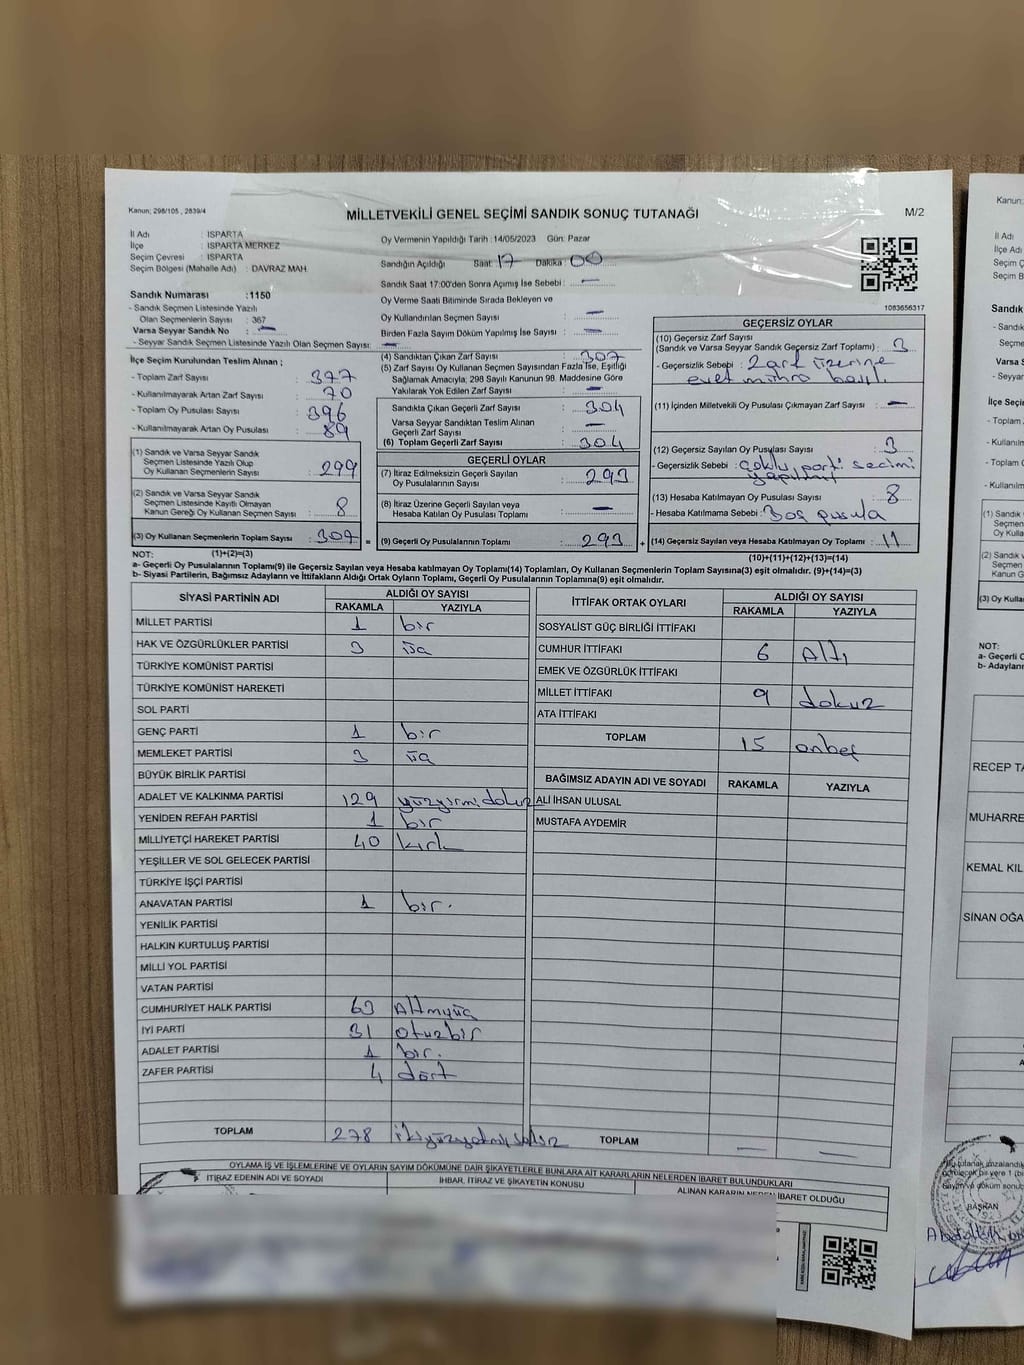 Kanun; 298/105 , 2839/4
MİLLETVEKİLİ GENEL SEÇİMİ SANDIK SONUÇ TUTANAĞI
M/2
İl Adı : ISPARTA
İlçe : ISPARTA MERKEZ
Seçim Çevresi : ISPARTA
Seçim Bölgesi (Mahalle Adı) : DAVRAZ MAH.
Oy Vermenin Yapıldığı Tarih :14/05/2023 Gün: Pazar
Sandığın Açıldığı Saat: 17 Dakika : 00
Sandık Saat 17:00'den Sonra Açımış İse Sebebi : —
Oy Verme Saati Bitiminde Sırada Bekleyen ve
Oy Kullandırılan Seçmen Sayısı : —
Birden Fazla Sayım Döküm Yapılmış İse Sayısı : —
1083656317
Sandık Numarası :1150
- Sandık Seçmen Listesinde Yazılı
Olan Seçmenlerin Sayısı : 367
Varsa Seyyar Sandık No : —
- Seyyar Sandık Seçmen Listesinde Yazılı Olan Seçmen Sayısı: —
İlçe Seçim Kurulundan Teslim Alınan ;
- Toplam Zarf Sayısı : 377
- Kullanılmayarak Artan Zarf Sayısı : 70
- Toplam Oy Pusulası Sayısı : 396
- Kullanılmayarak Artan Oy Pusulası : 89
(1) Sandık ve Varsa Seyyar Sandık
Seçmen Listesinde Yazılı Olup
Oy Kullanan Seçmenlerin Sayısı : 299
(2) Sandık ve Varsa Seyyar Sandık
Seçmen Listesinde Kayıtlı Olmayan
Kanun Gereği Oy Kullanan Seçmen Sayısı : 8
(3) Oy Kullanan Seçmenlerin Toplam Sayısı : 307 =
(4) Sandıktan Çıkan Zarf Sayısı : 307
(5) Zarf Sayısı Oy Kullanan Seçmen Sayısından Fazla İse, Eşitliği
Sağlamak Amacıyla; 298 Sayılı Kanunun 98. Maddesine Göre
Yakılarak Yok Edilen Zarf Sayısı : —
Sandıkta Çıkan Geçerli Zarf Sayısı : 304
Varsa Seyyar Sandıktan Teslim Alınan
Geçerli Zarf Sayısı : —
(6) Toplam Geçerli Zarf Sayısı : 304
GEÇERLİ OYLAR
(7) İtiraz Edilmeksizin Geçerli Sayılan
Oy Pusulalarının Sayısı : 293
(8) İtiraz Üzerine Geçerli Sayılan veya
Hesaba Katılan Oy Pusulası Toplamı : —
(9) Geçerli Oy Pusulalarının Toplamı : 293 +
GEÇERSİZ OYLAR
(10) Geçersiz Zarf Sayısı
(Sandık ve Varsa Seyyar Sandık Geçersiz Zarf Toplamı) : 3
- Geçersizlik Sebebi : Zarf üzerine
evet mührü
(11) İçinden Milletvekili Oy Pusulası Çıkmayan Zarf Sayısı : —
(12) Geçersiz Sayılan Oy Pusulası Sayısı : 3
- Geçersizlik Sebebi : çoklu parti seçimi
yapılmış
(13) Hesaba Katılmayan Oy Pusulası Sayısı : 8
- Hesaba Katılmama Sebebi : Boş pusula
(14) Geçersiz Sayılan veya Hesaba Katılmayan Oy Toplamı : 11
NOT: (1)+(2)=(3)
(10)+(11)+(12)+(13)=(14)
a- Geçerli Oy Pusulalarının Toplamı(9) ile Geçersiz Sayılan veya Hesaba Katılmayan Oy Toplamı(14) Toplamları, Oy Kullanan Seçmenlerin Toplam Sayısına(3) eşit olmalıdır. (9)+(14)=(3)
b- Siyasi Partilerin, Bağımsız Adayların ve İttifakların Aldığı Ortak Oyların Toplamı, Geçerli Oy Pusulalarının Toplamına(9) eşit olmalıdır.
SİYASİ PARTİNİN ADI ALDIĞI OY SAYISI
RAKAMLA YAZIYLA
MİLLET PARTİSİ 1 bir
HAK VE ÖZGÜRLÜKLER PARTİSİ 3 üç
TÜRKİYE KOMÜNİST PARTİSİ
TÜRKİYE KOMÜNİST HAREKETİ
SOL PARTİ
GENÇ PARTİ 1 bir
MEMLEKET PARTİSİ 3 üç
BÜYÜK BİRLİK PARTİSİ
ADALET VE KALKINMA PARTİSİ 129 yüzyirmidokuz
YENİDEN REFAH PARTİSİ 1 bir
MİLLİYETÇİ HAREKET PARTİSİ 40 kırk
YEŞİLLER VE SOL GELECEK PARTİSİ
TÜRKİYE İŞÇİ PARTİSİ
ANAVATAN PARTİSİ 1 bir.
YENİLİK PARTİSİ
HALKIN KURTULUŞ PARTİSİ
MİLLİ YOL PARTİSİ
VATAN PARTİSİ
CUMHURİYET HALK PARTİSİ 63 Altmışüç
İYİ PARTİ 31 otuzbir
ADALET PARTİSİ 1 bir.
ZAFER PARTİSİ 4 dört
TOPLAM 278 ikiyüzyetmişsekiz
İTTİFAK ORTAK OYLARI ALDIĞI OY SAYISI
RAKAMLA YAZIYLA
SOSYALİST GÜÇ BİRLİĞİ İTTİFAKI
CUMHUR İTTİFAKI 6 Altı
EMEK VE ÖZGÜRLÜK İTTİFAKI
MİLLET İTTİFAKI 9 dokuz
ATA İTTİFAKI
TOPLAM 15 onbeş
BAĞIMSIZ ADAYIN ADI VE SOYADI RAKAMLA YAZIYLA
ALİ İHSAN ULUSAL
MUSTAFA AYDEMİR
TOPLAM — —
OYLAMA İŞ VE İŞLEMLERİNE VE OYLARIN SAYIM DÖKÜMÜNE DAİR ŞİKAYETLERLE BUNLARA AİT KARARLARIN NELERDEN İBARET BULUNDUKLARI
İTİRAZ EDENİN ADI VE SOYADI İHBAR, İTİRAZ VE ŞİKAYETİN KONUSU ALINAN KARARIN NEDEN İBARET OLDUĞU
Kanun:
İl Adı
İlçe Adı
Seçim Ç
Seçim B
Sandık
- Sandık
Seçme
Varsa S
- Seyyar
İlçe Seçi
- Toplam
- Kullanılm
- Toplam O
- Kullanılm
(1) Sandık
Seçmen
Oy Kulla
(2) Sandık
Seçmen
Kanun G
(3) Oy Kulla
NOT:
a- Geçerli O
b- Adayların
RECEP TA
MUHARRE
KEMAL KIL
SİNAN OĞA
BAŞKAN